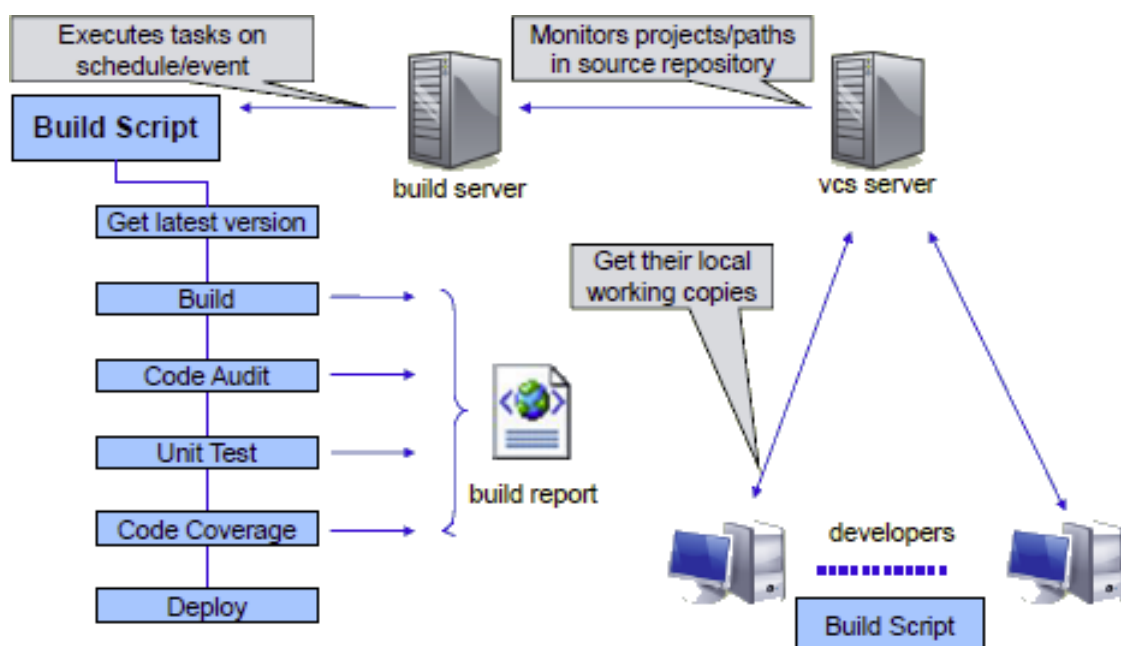 Executes tasks on
schedule/event
Monitors projects/paths
in source repository
Build Script
build server
vcs server
Get latest version
Get their local
working copies
Build
Code Audit
Unit Test
build report
Code Coverage
developers
Deploy
Build Script